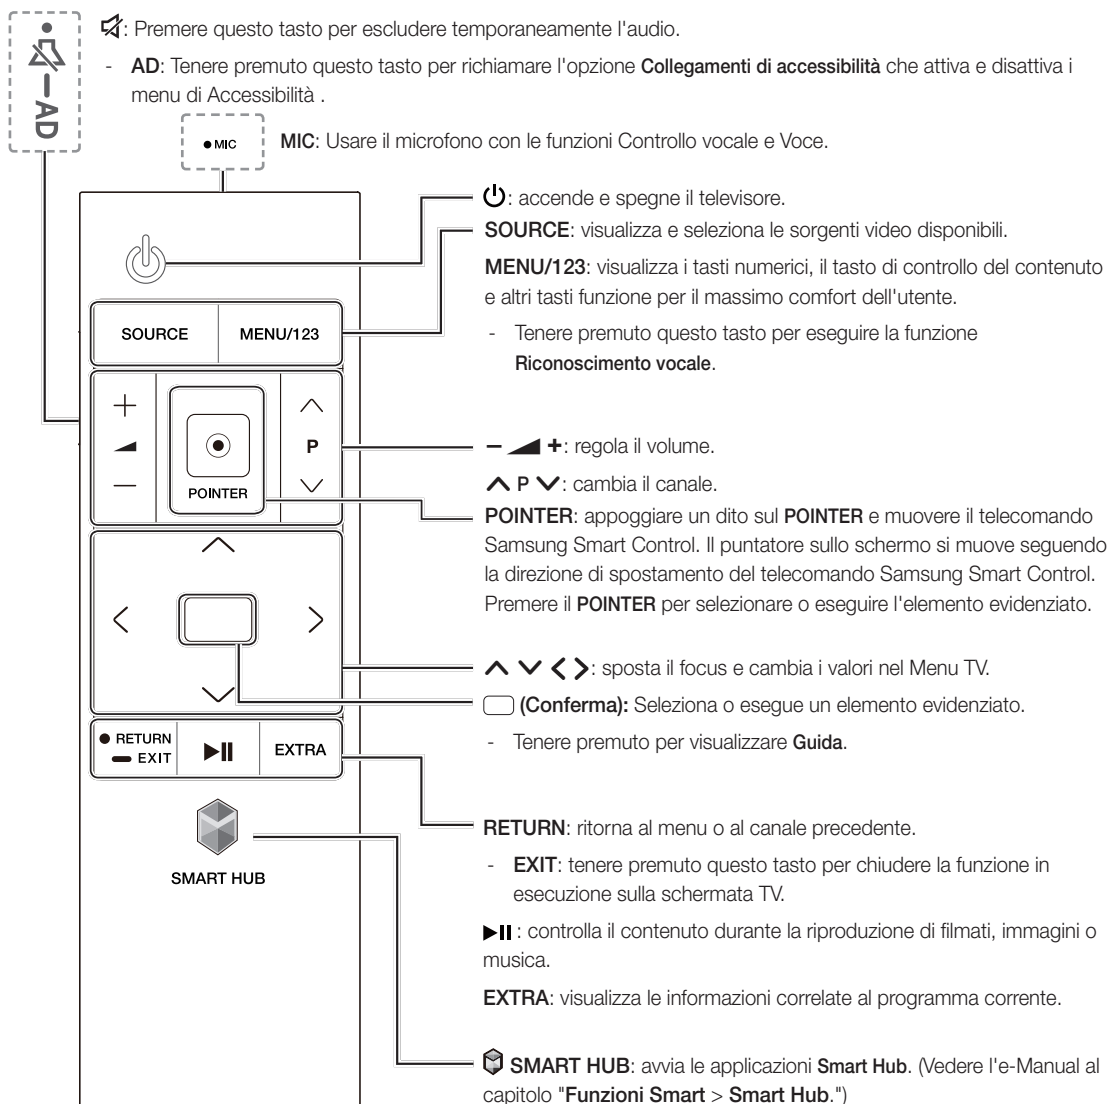 : Premere questo tasto per escludere temporaneamente l'audio.
- AD: Tenere premuto questo tasto per richiamare l'opzione Collegamenti di accessibilità che attiva e disattiva i
menu di Accessibilità .
AD
MIC
MIC: Usare il microfono con le funzioni Controllo vocale e Voce.
: accende e spegne il televisore.
SOURCE: visualizza e seleziona le sorgenti video disponibili.
MENU/123: visualizza i tasti numerici, il tasto di controllo del contenuto
e altri tasti funzione per il massimo comfort dell'utente.
- Tenere premuto questo tasto per eseguire la funzione
Riconoscimento vocale.
SOURCE
MENU/123
+
P
−
POINTER
− +: regola il volume.
P : cambia il canale.
POINTER: appoggiare un dito sul POINTER e muovere il telecomando
Samsung Smart Control. Il puntatore sullo schermo si muove seguendo
la direzione di spostamento del telecomando Samsung Smart Control.
Premere il POINTER per selezionare o eseguire l'elemento evidenziato.
: sposta il focus e cambia i valori nel Menu TV.
(Conferma): Seleziona o esegue un elemento evidenziato.
- Tenere premuto per visualizzare Guida.
RETURN
EXIT
EXTRA
RETURN: ritorna al menu o al canale precedente.
- EXIT: tenere premuto questo tasto per chiudere la funzione in
esecuzione sulla schermata TV.
: controlla il contenuto durante la riproduzione di filmati, immagini o
musica.
EXTRA: visualizza le informazioni correlate al programma corrente.
SMART HUB
SMART HUB: avvia le applicazioni Smart Hub. (Vedere l'e-Manual al
capitolo "Funzioni Smart > Smart Hub.")